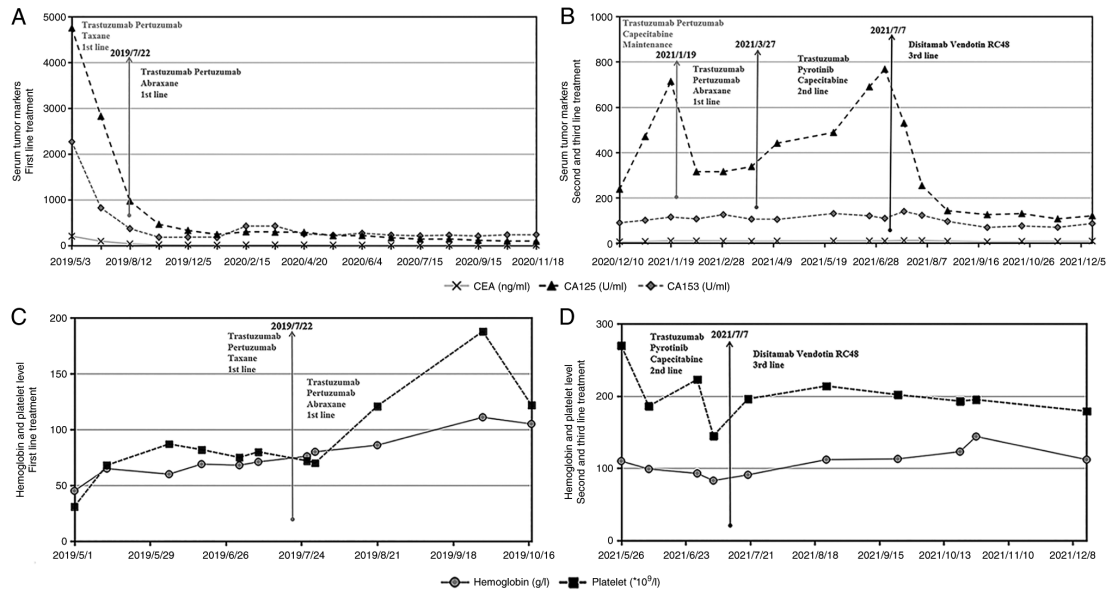 A
Serum tumor markers
First line treatment
5000
4000
3000
2000
1000
0
Trastuzumab Pertuzumab
Taxane
1st line
2019/7/22
Trastuzumab Pertuzumab
Abraxane
1st line
2019/5/3 2019/8/12 2019/12/5 2020/2/15 2020/4/20 2020/6/4 2020/7/15 2020/9/15 2020/11/18
B
Serum tumor markers
Second and third line treatment
1000
800
600
400
200
0
Trastuzumab Pertuzumab
Capecitabine
Maintenance
2021/1/19
Trastuzumab
Pertuzumab
Abraxane
1st line
2021/3/27
Trastuzumab
Pyrotinib
Capecitabine
2nd line
2021/7/7
Disitamab Vendotin RC48
3rd line
2020/12/10 2021/1/19 2021/2/28 2021/4/9 2021/5/19 2021/6/28 2021/8/7 2021/9/16 2021/10/26 2021/12/5
CEA (ng/ml) CA125 (U/ml) CA153 (U/ml)
C
Hemoglobin and platelet level
First line treatment
200
150
100
50
0
2019/7/22
Trastuzumab
Pertuzumab
Taxane
1st line
Trastuzumab
Pertuzumab
Abraxane
1st line
2019/5/1 2019/5/29 2019/6/26 2019/7/24 2019/8/21 2019/9/18 2019/10/16
D
Hemoglobin and platelet level
Second and third line treatment
300
200
100
0
Trastuzumab
Pyrotinib
Capecitabine
2nd line
2021/7/7
Disitamab Vendotin RC48
3rd line
2021/5/26 2021/6/23 2021/7/21 2021/8/18 2021/9/15 2021/10/13 2021/11/10 2021/12/8
Hemoglobin (g/l) Platelet (*10⁹/l)